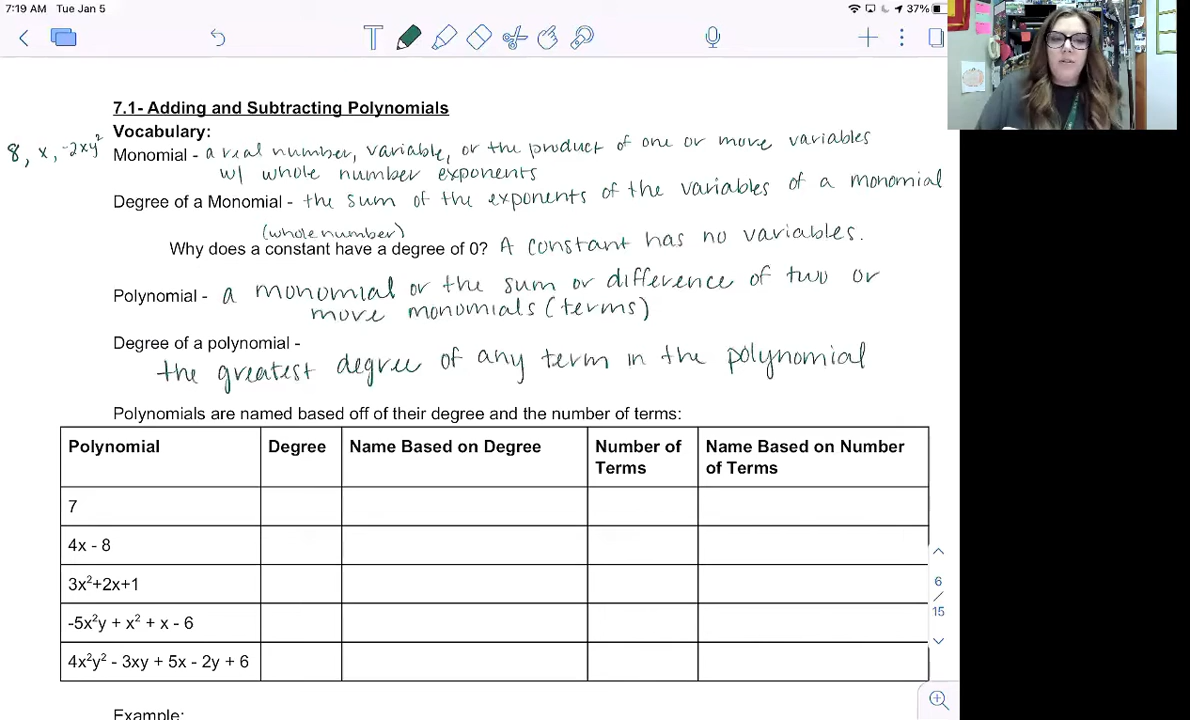 7:19 AM Tue Jan 5
37%
7.1- Adding and Subtracting Polynomials
Vocabulary:
8, x, -2xy²
Monomial - a real number, variable, or the product of one or more variables
w/ whole number exponents
Degree of a Monomial - the sum of the exponents of the variables of a monomial
(whole number)
Why does a constant have a degree of 0? A constant has no variables.
Polynomial - a monomial or the sum or difference of two or
more monomials (terms)
Degree of a polynomial -
the greatest degree of any term in the polynomial
Polynomials are named based off of their degree and the number of terms:
Polynomial Degree Name Based on Degree Number of Terms Name Based on Number of Terms
7
4x - 8
3x²+2x+1
-5x²y + x² + x - 6
4x²y² - 3xy + 5x - 2y + 6
6
/
15
Example: